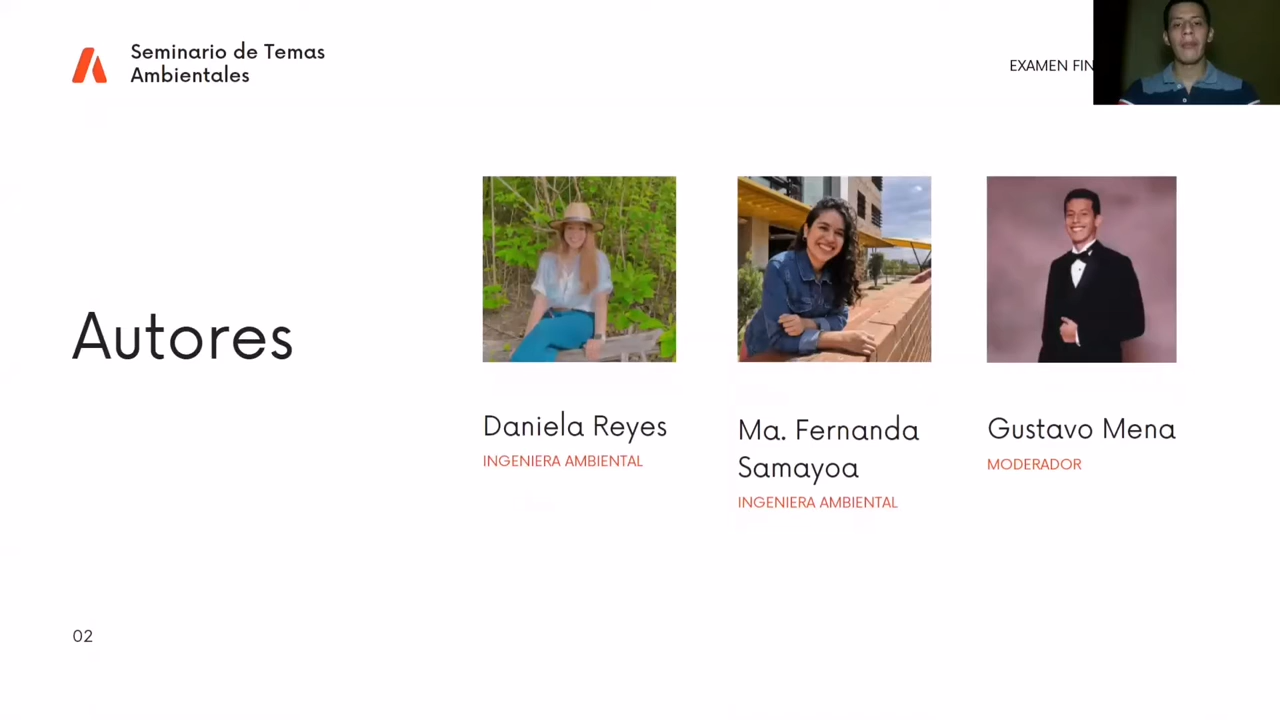 Seminario de Temas
Ambientales
EXAMEN FIN
Autores
Daniela Reyes
INGENIERA AMBIENTAL
Ma. Fernanda
Samayoa
INGENIERA AMBIENTAL
Gustavo Mena
MODERADOR
02